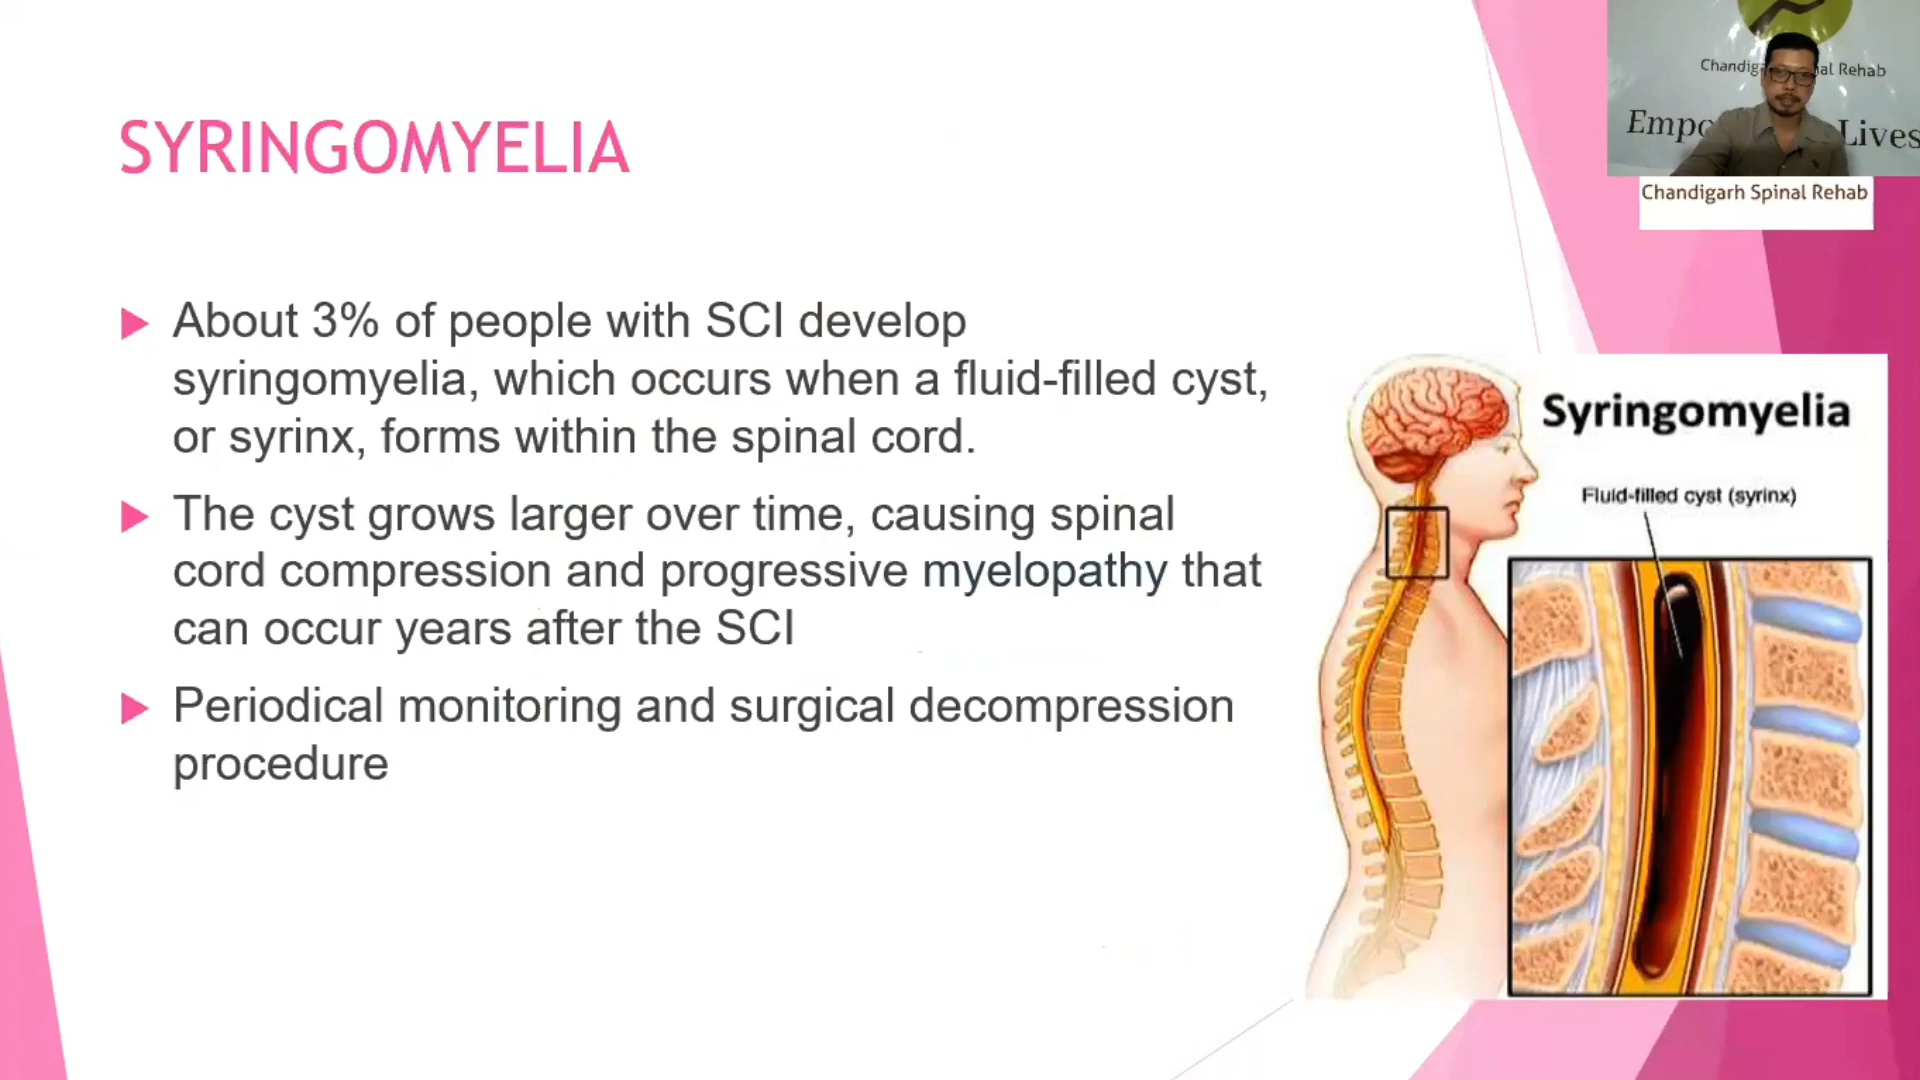 SYRINGOMYELIA
About 3% of people with SCI develop
syringomyelia, which occurs when a fluid-filled cyst,
or syrinx, forms within the spinal cord.
The cyst grows larger over time, causing spinal
cord compression and progressive myelopathy that
can occur years after the SCI
Periodical monitoring and surgical decompression
procedure
Rehab
Lives
Chandigarh Spinal Rehab
Syringomyelia
Fluid-filled cyst (syrinx)